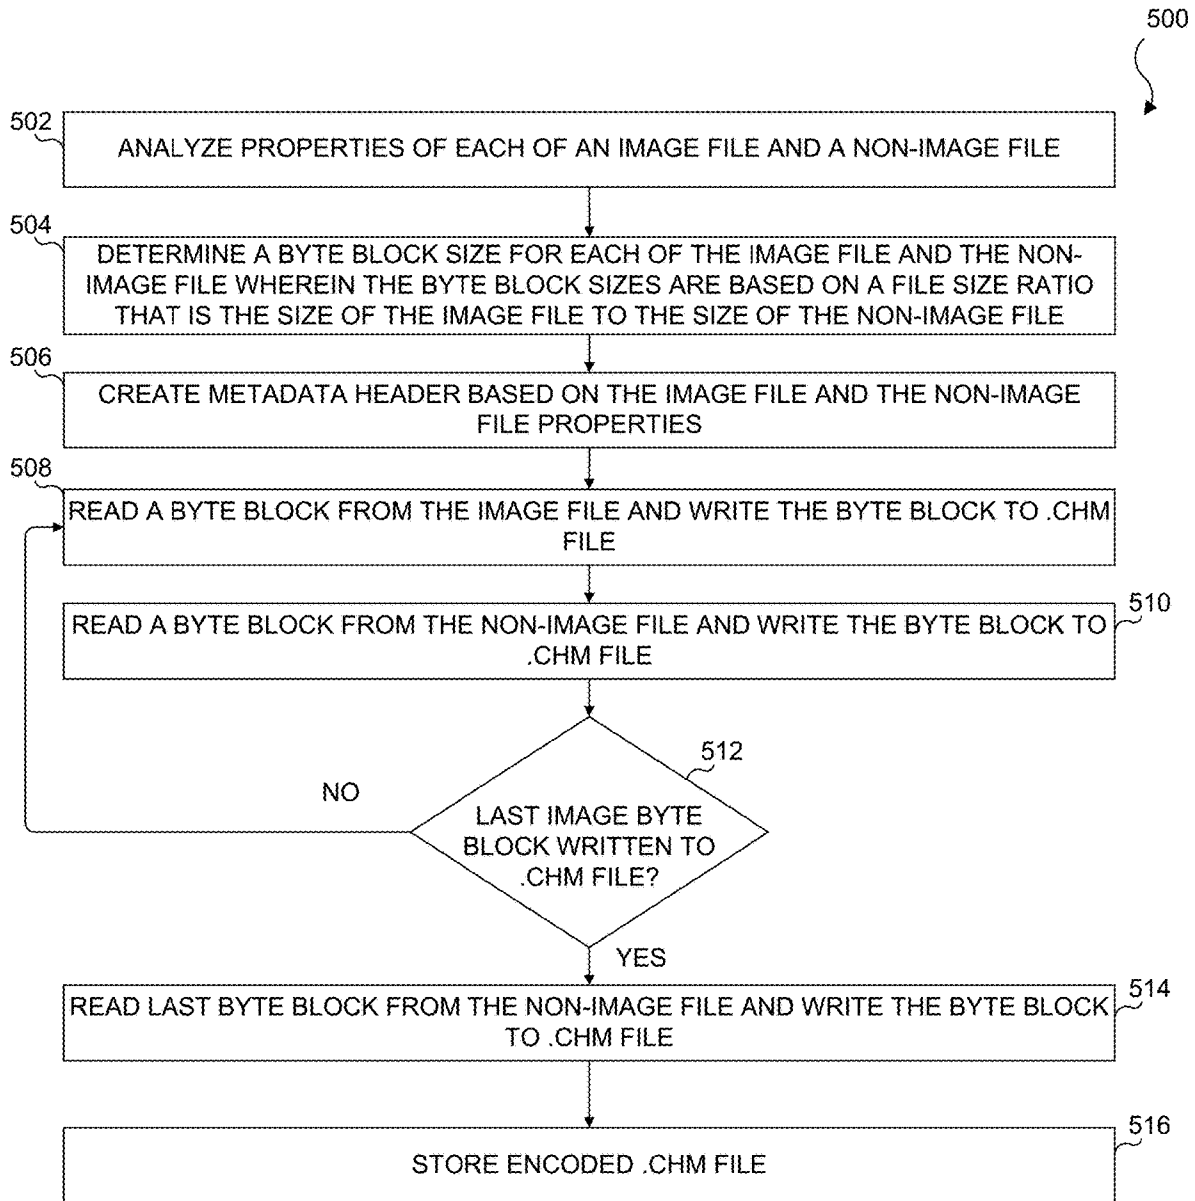 500
502
ANALYZE PROPERTIES OF EACH OF AN IMAGE FILE AND A NON-IMAGE FILE
504
DETERMINE A BYTE BLOCK SIZE FOR EACH OF THE IMAGE FILE AND THE NON-
IMAGE FILE WHEREIN THE BYTE BLOCK SIZES ARE BASED ON A FILE SIZE RATIO
THAT IS THE SIZE OF THE IMAGE FILE TO THE SIZE OF THE NON-IMAGE FILE
506
CREATE METADATA HEADER BASED ON THE IMAGE FILE AND THE NON-IMAGE
FILE PROPERTIES
508
READ A BYTE BLOCK FROM THE IMAGE FILE AND WRITE THE BYTE BLOCK TO .CHM
FILE
510
READ A BYTE BLOCK FROM THE NON-IMAGE FILE AND WRITE THE BYTE BLOCK TO
.CHM FILE
512
NO
LAST IMAGE BYTE
BLOCK WRITTEN TO
.CHM FILE?
YES
514
READ LAST BYTE BLOCK FROM THE NON-IMAGE FILE AND WRITE THE BYTE BLOCK
TO .CHM FILE
516
STORE ENCODED .CHM FILE